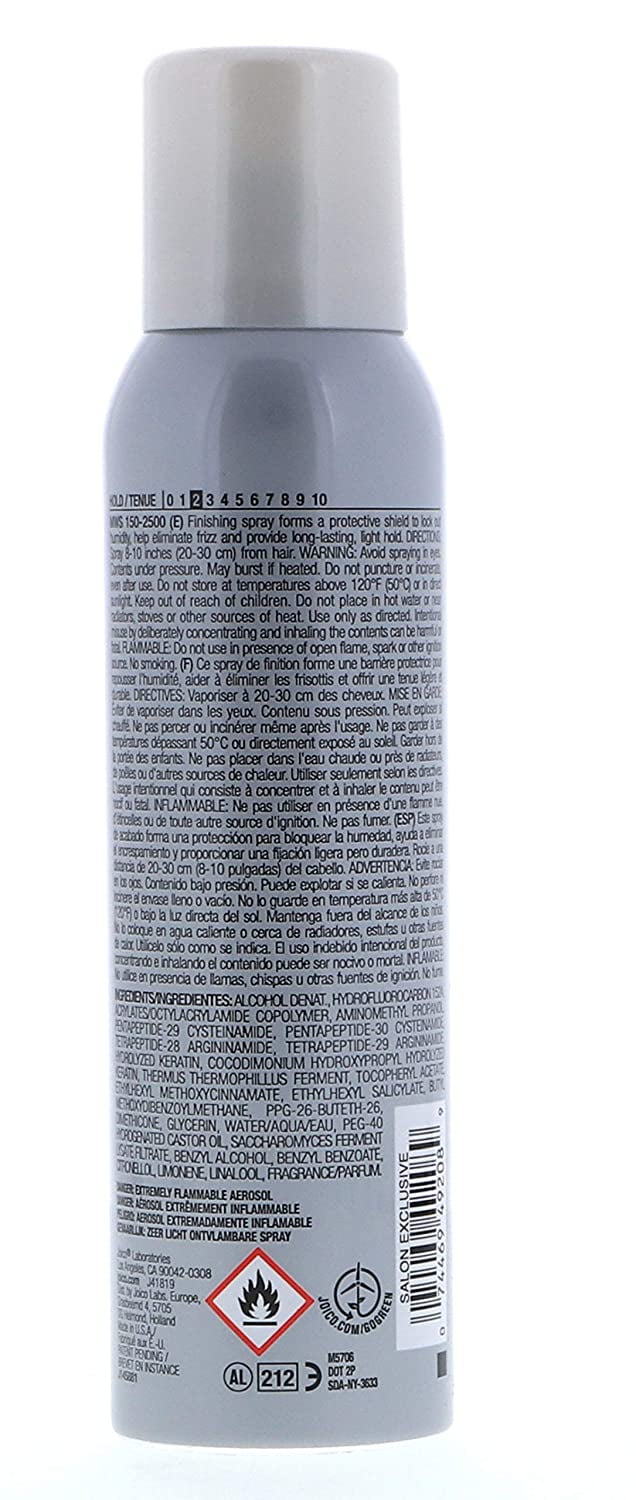 HOLD/TENUE | 0 1 2 3 4 5 6 7 8 9 10
MWS 150-2500 (E) Finishing spray forms a protective shield to lock out
humidity, help eliminate frizz and provide long-lasting, light hold. DIRECTIONS:
Spray 8-10 inches (20-30 cm) from hair. WARNING: Avoid spraying in eyes.
Contents under pressure. May burst if heated. Do not puncture or incinerate,
even after use. Do not store at temperatures above 120°F (50°C) or in direct
sunlight. Keep out of reach of children. Do not place in hot water or near
radiators, stoves or other sources of heat. Use only as directed. Intentional
misuse by deliberately concentrating and inhaling the contents can be harmful or
fatal. FLAMMABLE: Do not use in presence of open flame, spark or other ignition
source. No smoking. (F) Ce spray de finition forme une barrière protectrice pour
repousser l'humidité, aider à éliminer les frisottis et offrir une tenue légère et
durable. DIRECTIVES: Vaporiser à 20-30 cm des cheveux. MISE EN GARDE:
Éviter de vaporiser dans les yeux. Contenu sous pression. Peut exploser si
chauffé. Ne pas percer ou incinérer même après l'usage. Ne pas garder à des
températures dépassant 50°C ou directement exposé au soleil. Garder hors de
la portée des enfants. Ne pas placer dans l'eau chaude ou près de radiateurs,
de poêles ou d'autres sources de chaleur. Utiliser seulement selon les directives.
L'usage intentionnel qui consiste à concentrer et à inhaler le contenu peut être
nocif ou fatal. INFLAMMABLE: Ne pas utiliser en présence d'une flamme nue,
d'étincelles ou de toute autre source d'ignition. Ne pas fumer. (ESP) Este spray
de acabado forma una proteccióon para bloquear la humedad, ayuda a eliminar
el encrespamiento y proporcionar una fijación ligera pero duradera. Rocíe a una
distancia de 20-30 cm (8-10 pulgadas) del cabello. ADVERTENCIA: Evite rociar
en los ojos. Contenido bajo presión. Puede explotar si se calienta. No perfore ni
incinere el envase lleno o vacío. No lo guarde en temperatura más alta de 50°C
(120°F) o bajo la luz directa del sol. Mantenga fuera del alcance de los niños.
No lo coloque en agua caliente o cerca de radiadores, estufas u otras fuentes
de calor. Utilícelo sólo como se indica. El uso indebido intencional del producto,
concentrando e inhalando el contenido puede ser nocivo o mortal. INFLAMABLE:
No utilice en presencia de llamas, chispas u otras fuentes de ignición. No fume.
INGREDIENTS/INGREDIENTES: ALCOHOL DENAT., HYDROFLUOROCARBON 152A,
ACRYLATES/OCTYLACRYLAMIDE COPOLYMER, AMINOMETHYL PROPANOL,
PENTAPEPTIDE-29 CYSTEINAMIDE, PENTAPEPTIDE-30 CYSTEINAMIDE,
TETRAPEPTIDE-28 ARGININAMIDE, TETRAPEPTIDE-29 ARGININAMIDE,
HYDROLYZED KERATIN, COCODIMONIUM HYDROXYPROPYL HYDROLYZED
KERATIN, THERMUS THERMOPHILLUS FERMENT, TOCOPHERYL ACETATE,
ETHYLHEXYL METHOXYCINNAMATE, ETHYLHEXYL SALICYLATE, BUTYL
METHOXYDIBENZOYLMETHANE, PPG-26-BUTETH-26,
DIMETHICONE, GLYCERIN, WATER/AQUA/EAU, PEG-40
HYDROGENATED CASTOR OIL, SACCHAROMYCES FERMENT
LYSATE FILTRATE, BENZYL ALCOHOL, BENZYL BENZOATE,
CITRONELLOL, LIMONENE, LINALOOL, FRAGRANCE/PARFUM.
DANGER: EXTREMELY FLAMMABLE AEROSOL
DANGER: AÉROSOL EXTRÊMEMENT INFLAMMABLE
PELIGRO: AEROSOL EXTREMADAMENTE INFLAMABLE
GEVAARLIJK: ZEER LICHT ONTVLAMBARE SPRAY
Joico® Laboratories
Los Angeles, CA 90042-0308
joico.com J41819
Dist. by Joico Labs. Europe,
4, 5705
DG, Helmond, Holland
Made in U.S.A./
Fabriqué aux É.-U.
PATENT PENDING /
BREVET EN INSTANCE
JT-45881
JOICO.COM/GOGREEN
AL 212
M5706
DOT 2P
SDA-NY-3633
SALON EXCLUSIVE
0 74469 49208 9